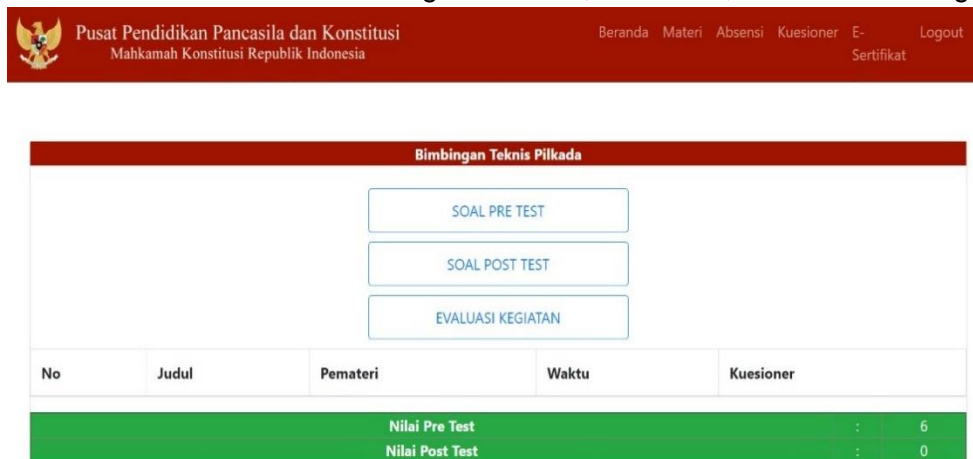 Pusat Pendidikan Pancasila dan Konstitusi
Mahkamah Konstitusi Republik Indonesia
Beranda Materi Absensi Kuesioner E-Sertifikat Logout
Bimbingan Teknis Pilkada
SOAL PRE TEST
SOAL POST TEST
EVALUASI KEGIATAN
No Judul Pemateri Waktu Kuesioner
Nilai Pre Test : 6
Nilai Post Test : 0